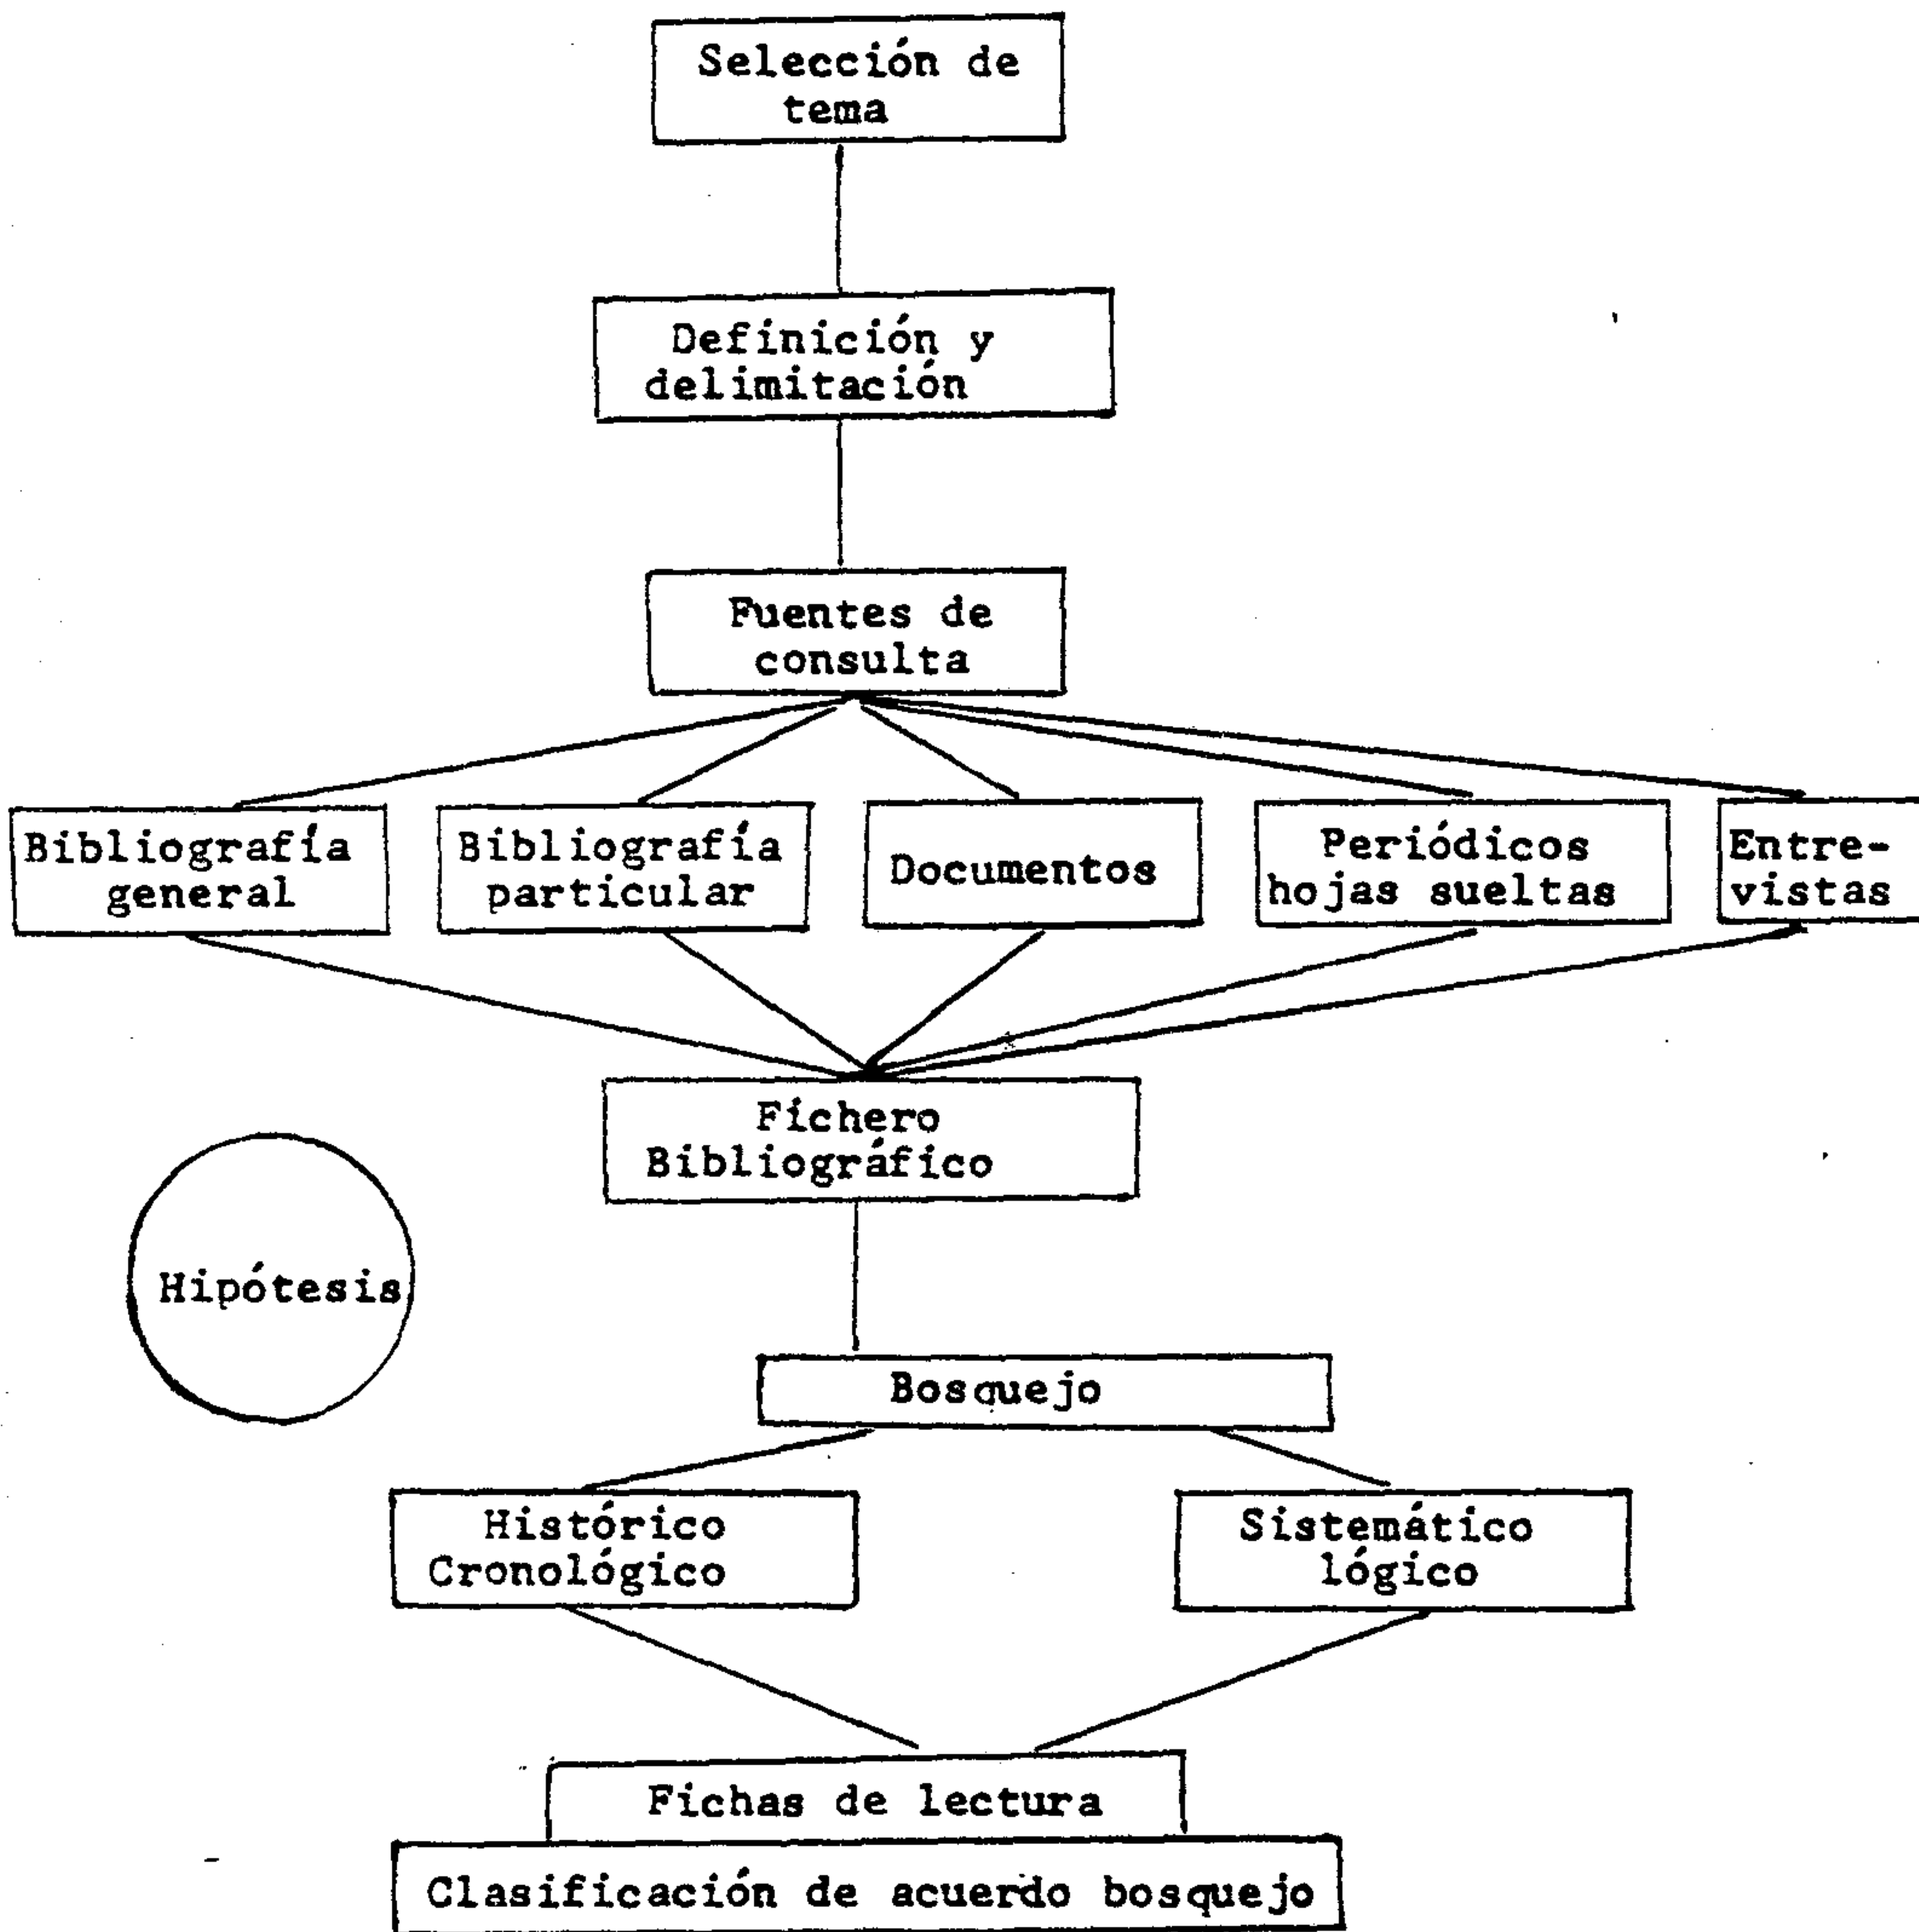 Selección de
tema
Definición y
delimitación
Fuentes de
consulta
Bibliografía
general
Bibliografía
particular
Documentos
Periódicos
hojas sueltas
Entre-
vistas
Fichero
Bibliográfico
Hipótesis
Bosquejo
Histórico
Cronológico
Sistemático
lógico
Fichas de lectura
Clasificación de acuerdo bosquejo